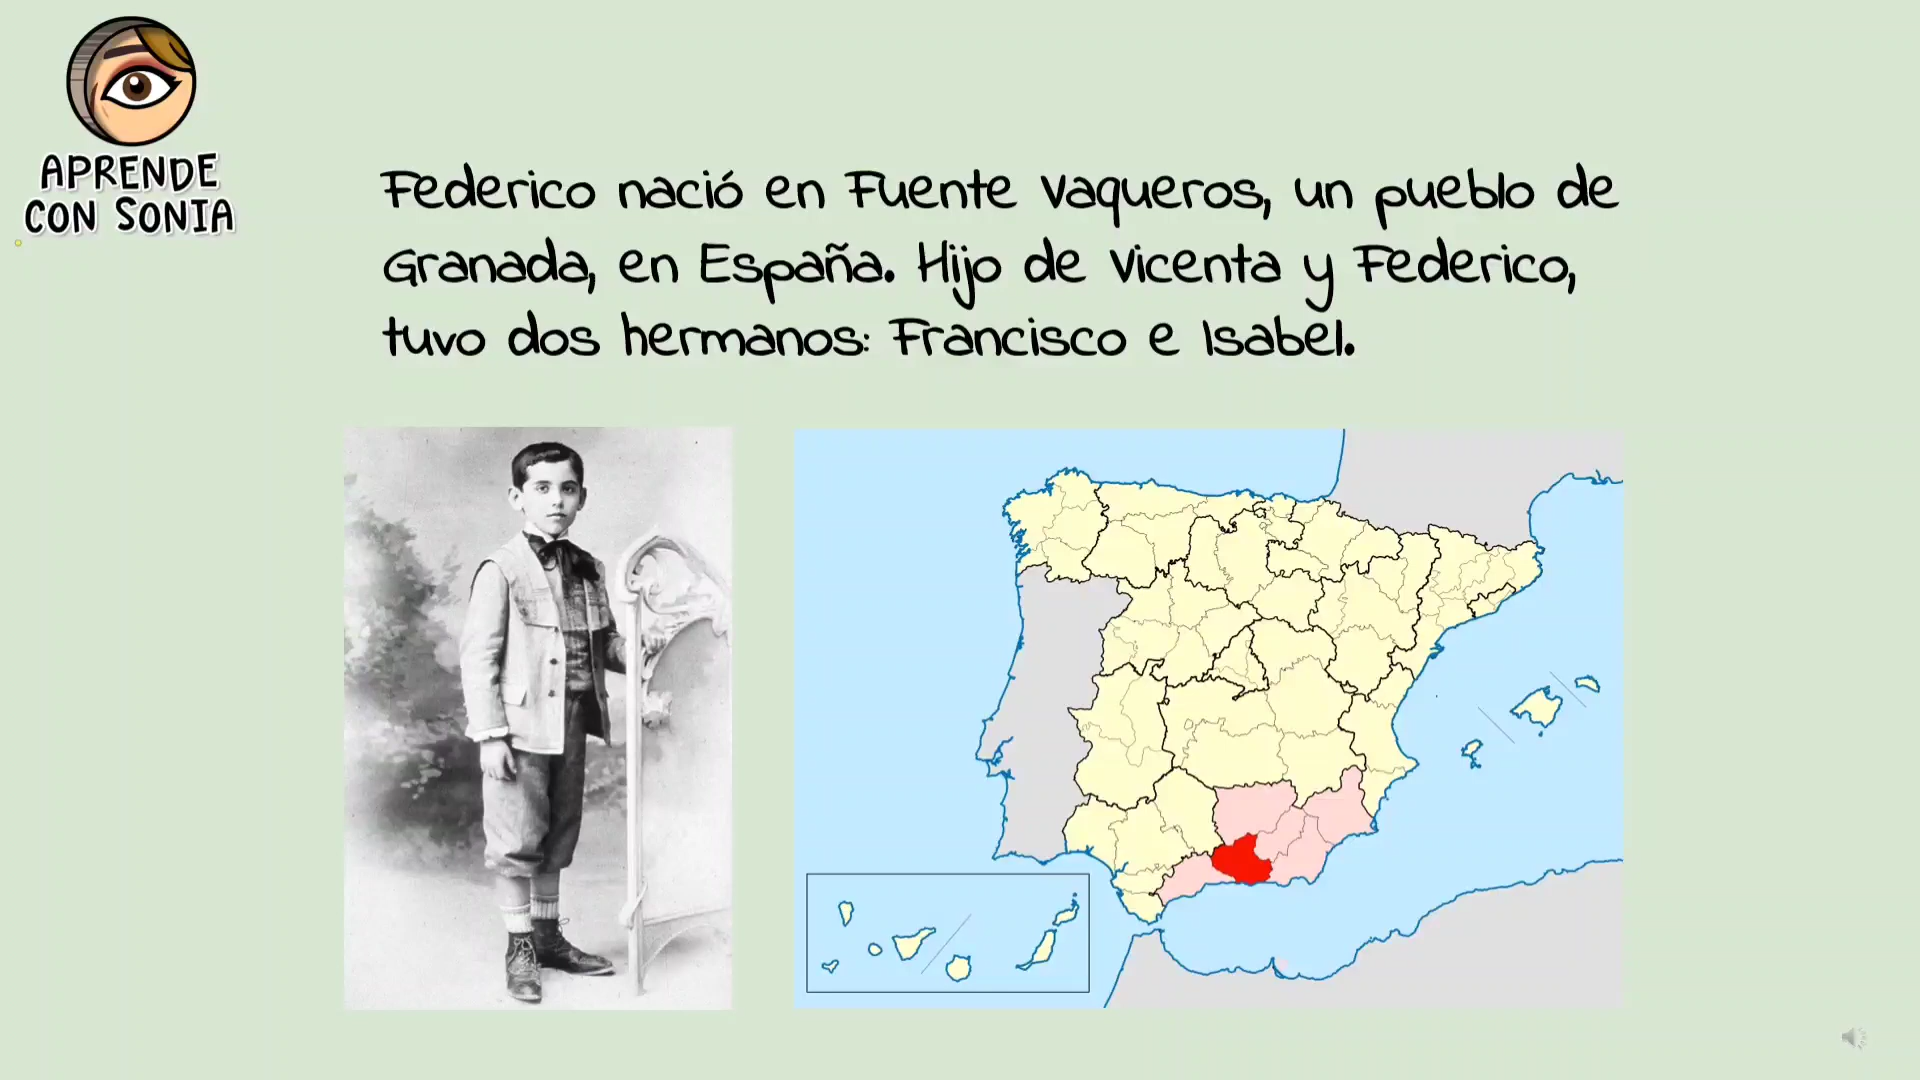 APRENDE
CON SONIA
Federico nació en Fuente Vaqueros, un pueblo de
Granada, en España. Hijo de Vicenta y Federico,
tuvo dos hermanos: Francisco e Isabel.